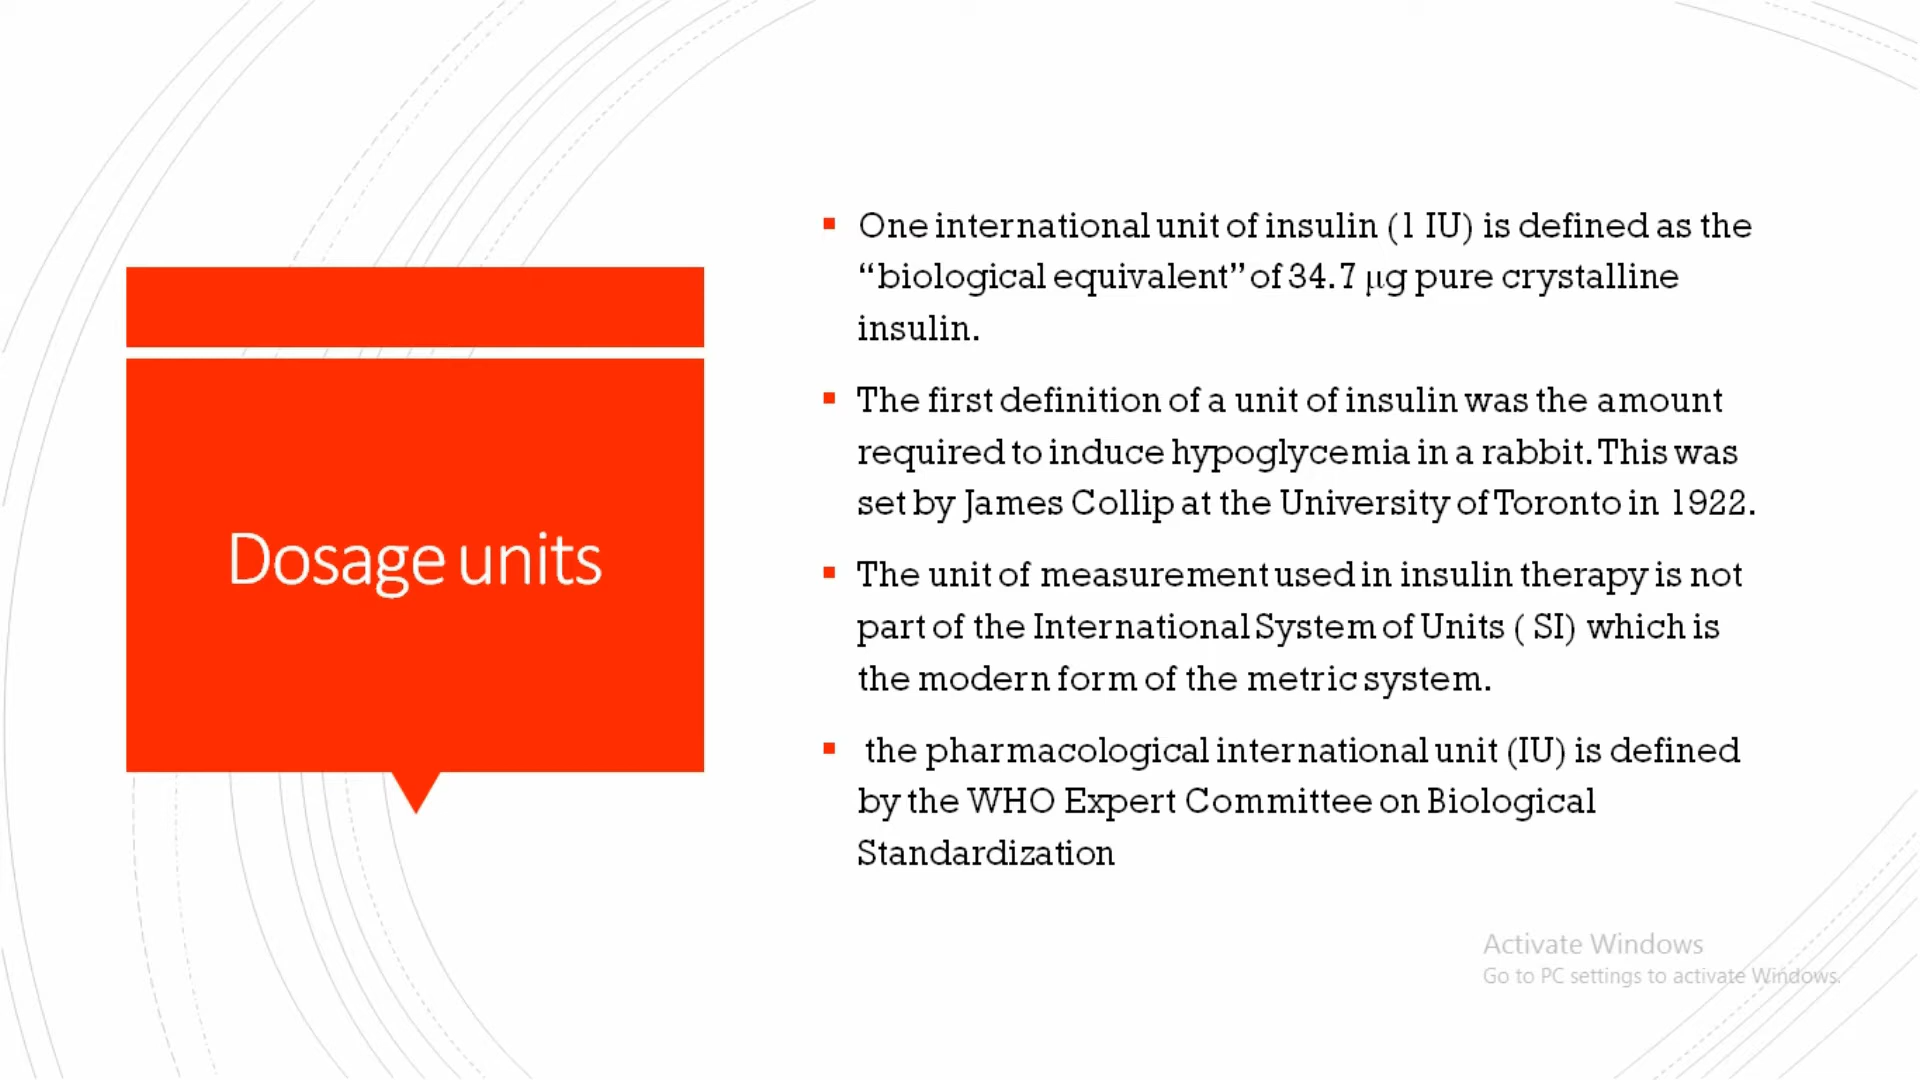 Dosage units
One international unit of insulin (1 IU) is defined as the
“biological equivalent” of 34.7 µg pure crystalline
insulin.
The first definition of a unit of insulin was the amount
required to induce hypoglycemia in a rabbit. This was
set by James Collip at the University of Toronto in 1922.
The unit of measurement used in insulin therapy is not
part of the International System of Units ( SI) which is
the modern form of the metric system.
the pharmacological international unit (IU) is defined
by the WHO Expert Committee on Biological
Standardization
Activate Windows
Go to PC settings to activate Windows.